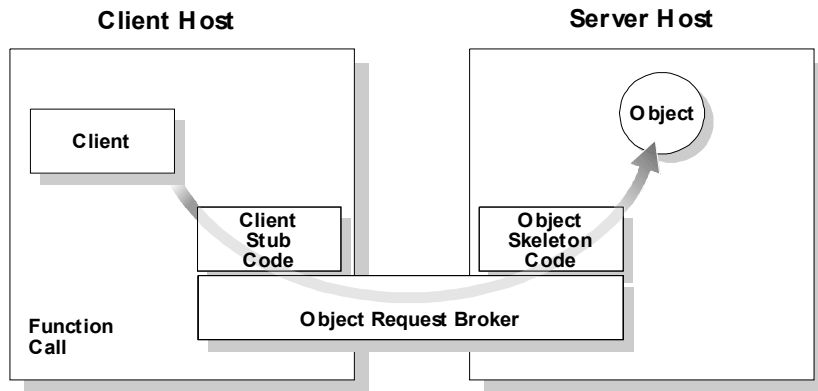 Client Host
Server Host
Client
Object
Client
Stub
Code
Object
Skeleton
Code
Object Request Broker
Function
Call